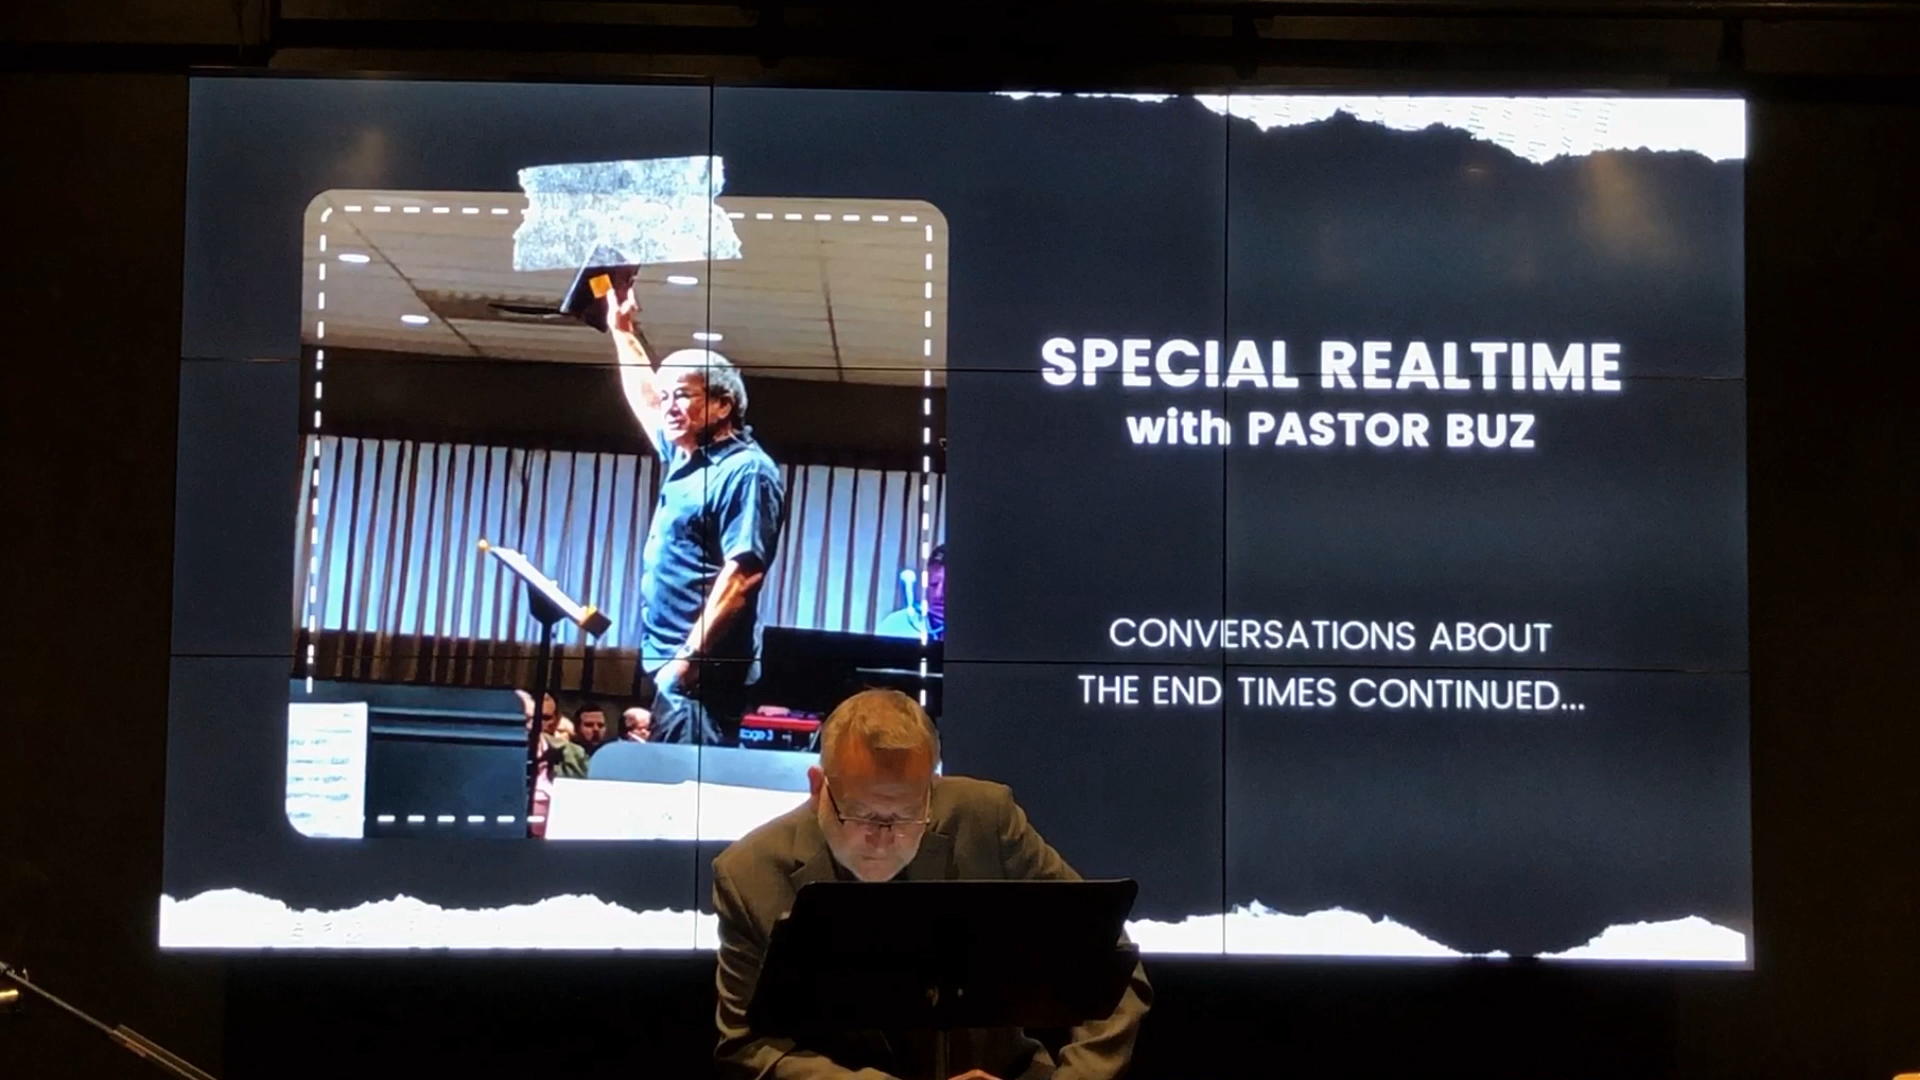 SPECIAL REALTIME
with PASTOR BUZ
CONVERSATIONS ABOUT
THE END TIMES CONTINUED...